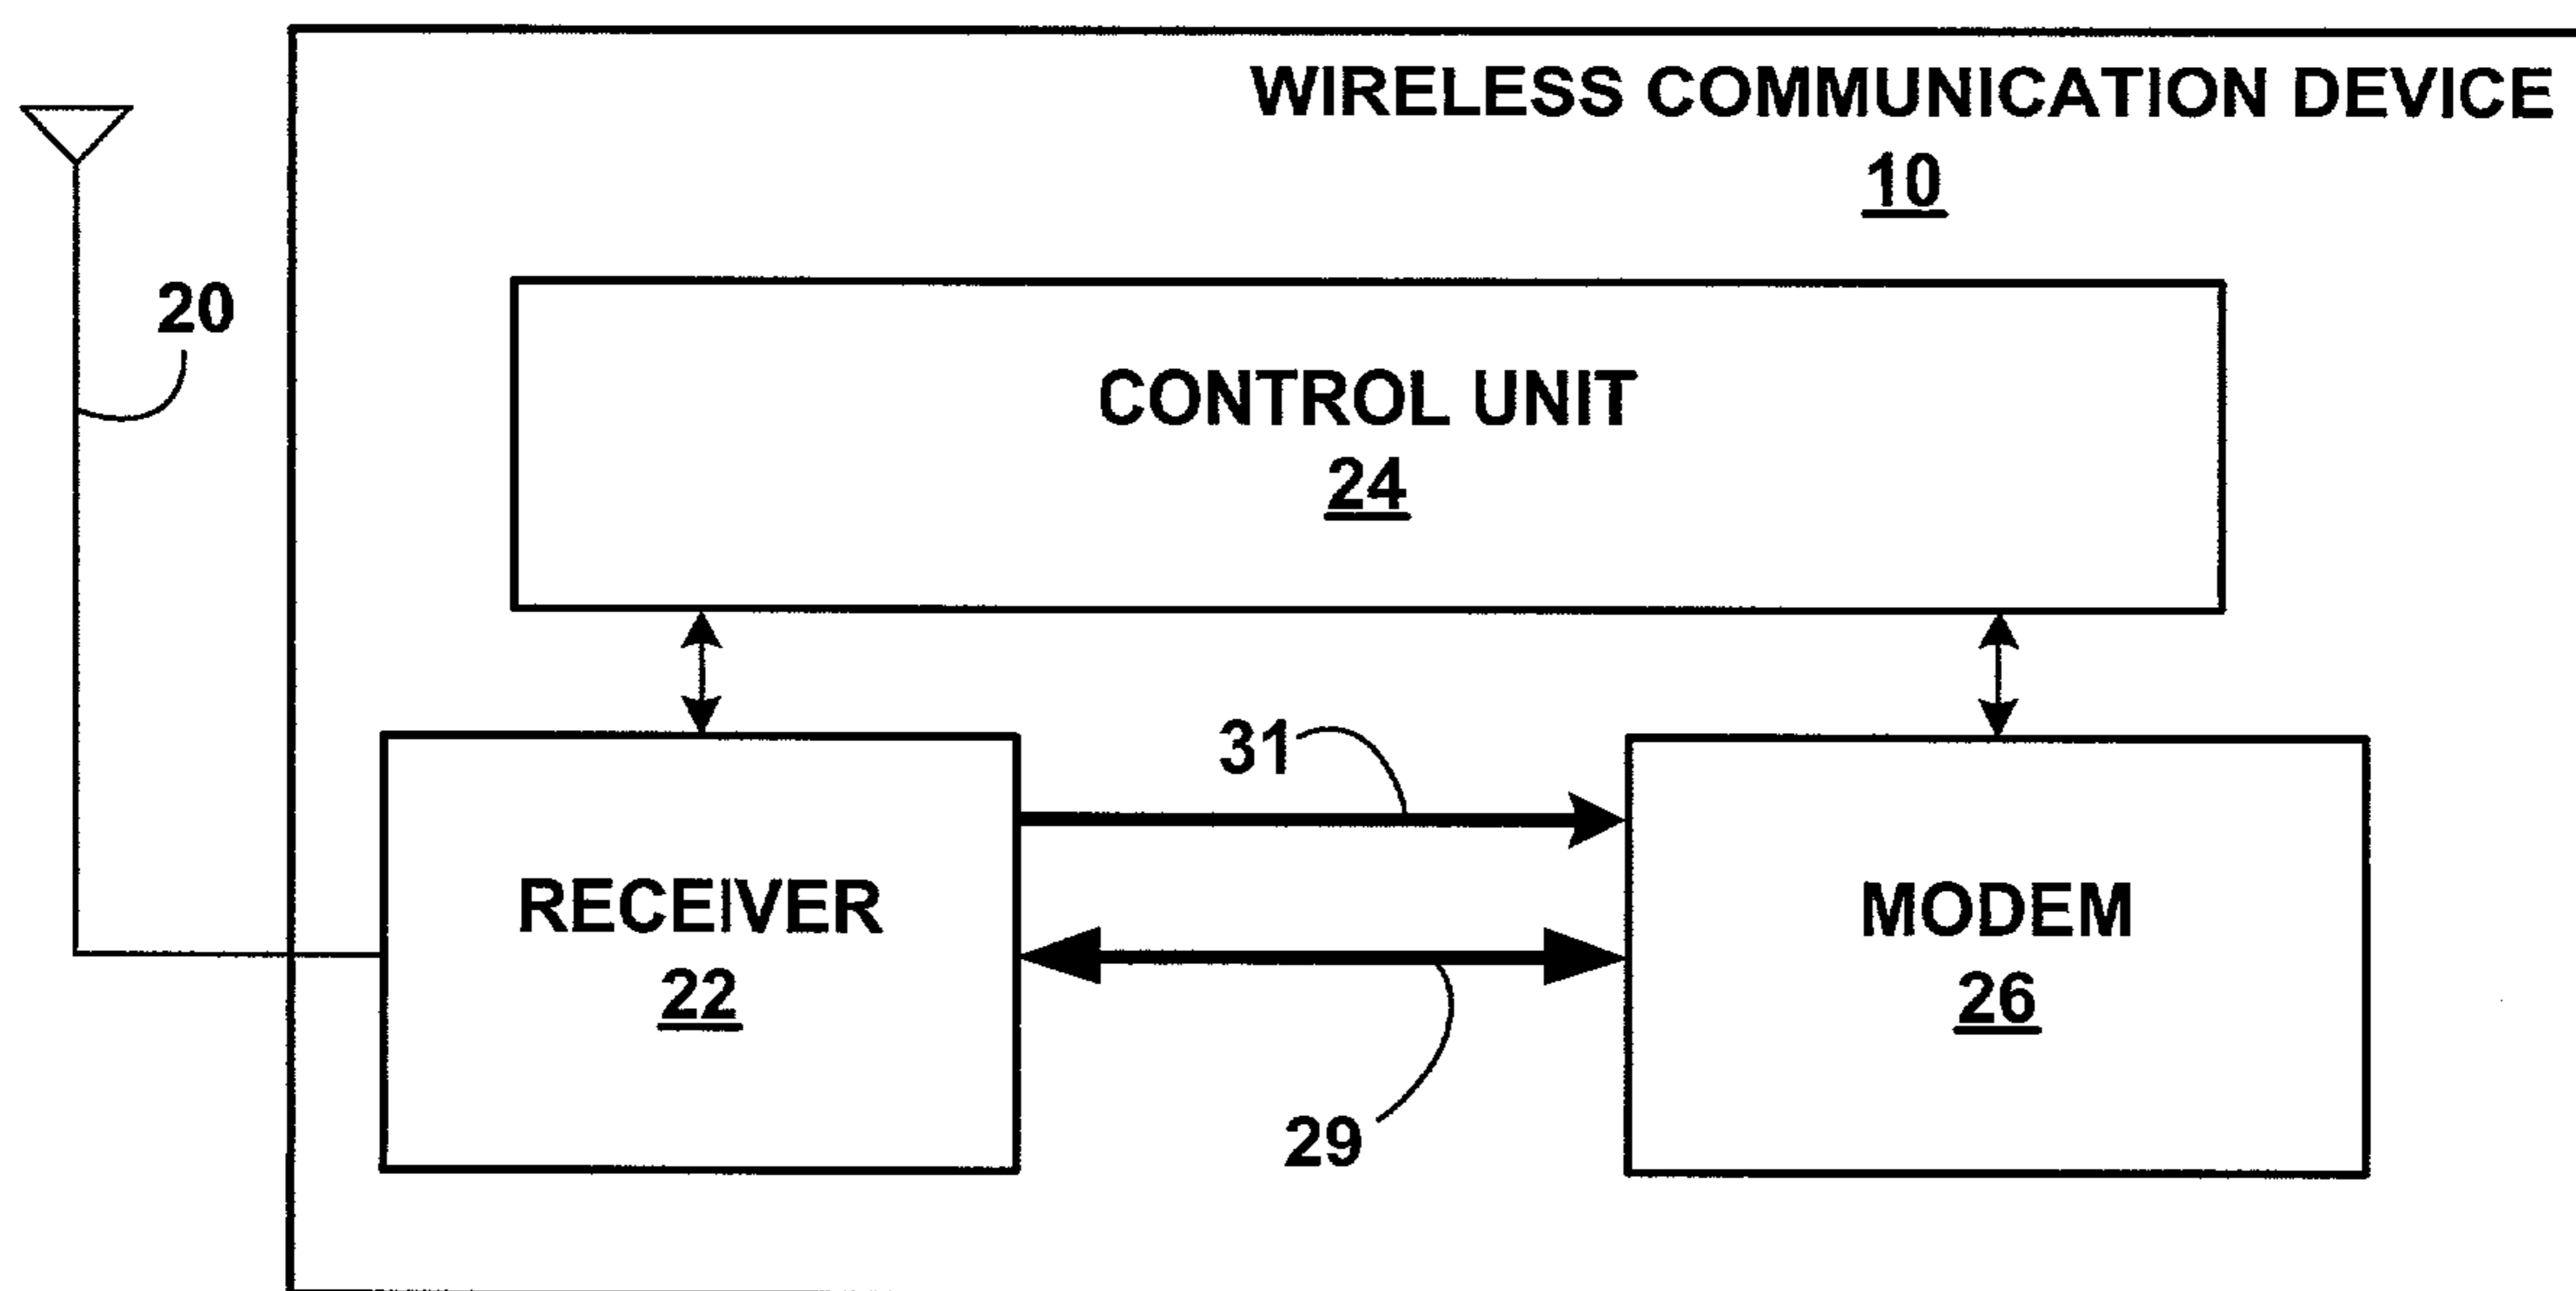 WIRELESS COMMUNICATION DEVICE
10
20
CONTROL UNIT
24
31
RECEIVER
22
MODEM
26
29